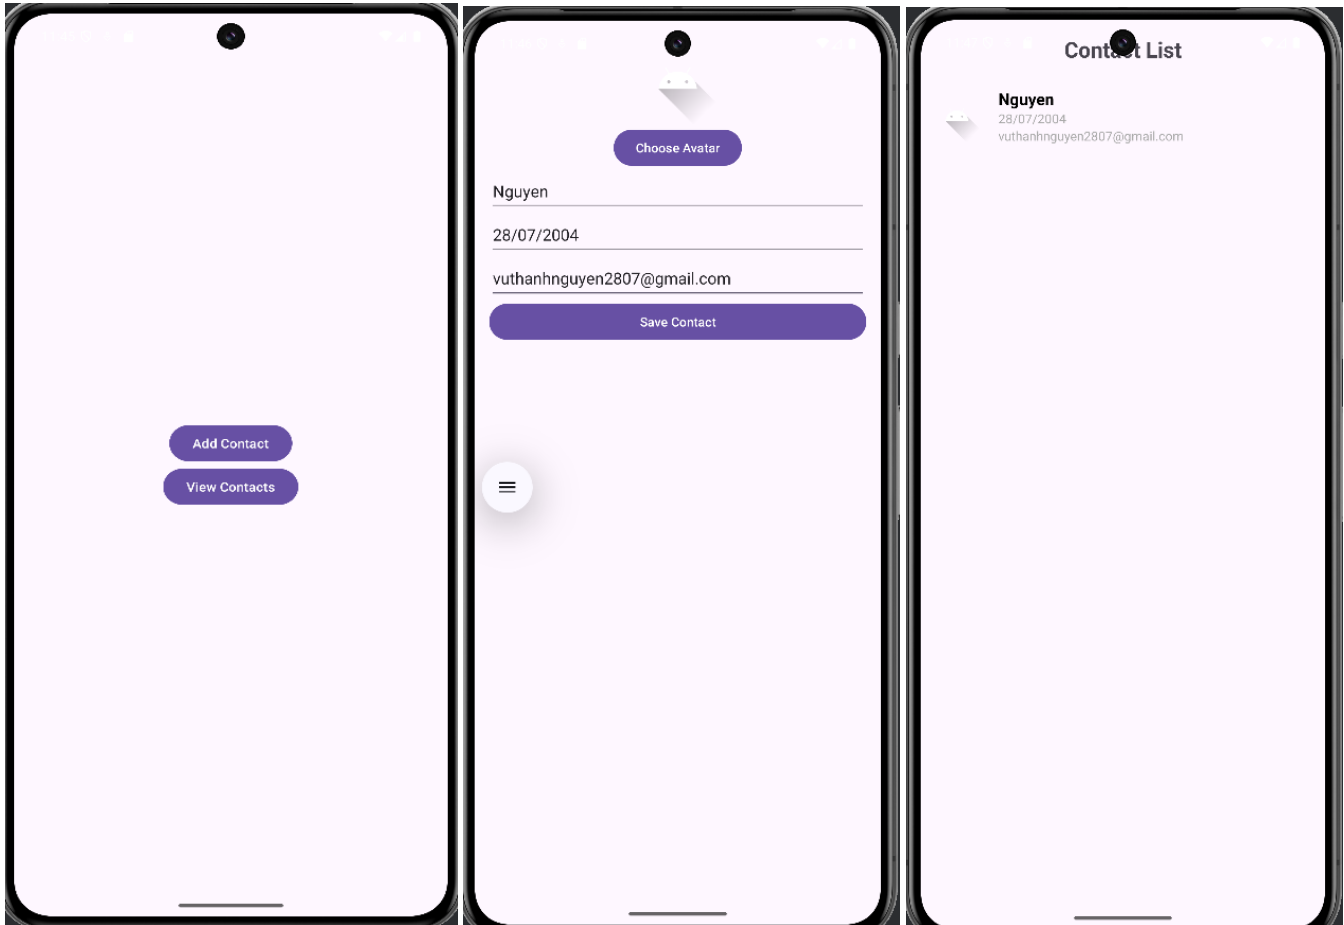 Add Contact
View Contacts
Choose Avatar
Nguyen
28/07/2004
vuthanhnguyen2807@gmail.com
Save Contact
Contact List
Nguyen
28/07/2004
vuthanhnguyen2807@gmail.com